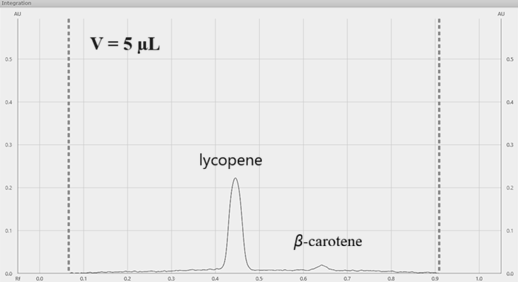 Integration
AU AU
V = 5 µL
0.5 0.5
0.4 0.4
0.3 0.3
lycopene
0.2 0.2
β-carotene
0.1 0.1
0.0 0.0
Rf 0.0 0.1 0.2 0.3 0.4 0.5 0.6 0.7 0.8 0.9 1.0